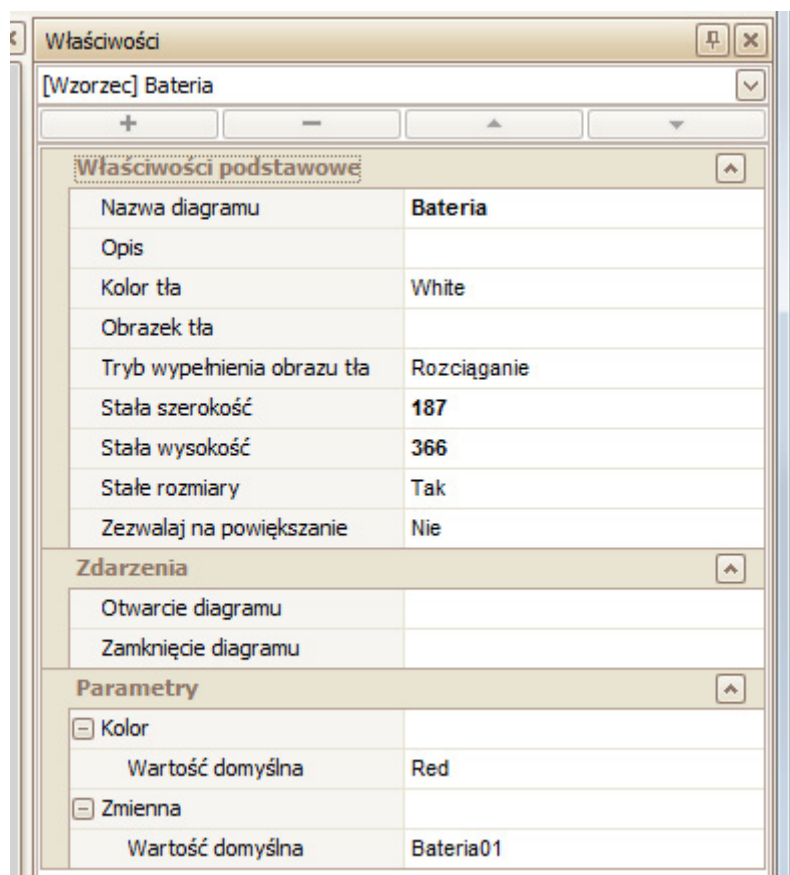 Właściwości
[Wzorzec] Bateria
Właściwości podstawowe
Nazwa diagramu Bateria
Opis
Kolor tła White
Obrazek tła
Tryb wypełnienia obrazu tła Rozciąganie
Stała szerokość 187
Stała wysokość 366
Stałe rozmiary Tak
Zezwalaj na powiększanie Nie
Zdarzenia
Otwarcie diagramu
Zamknięcie diagramu
Parametry
Kolor
Wartość domyślna Red
Zmienna
Wartość domyślna Bateria01